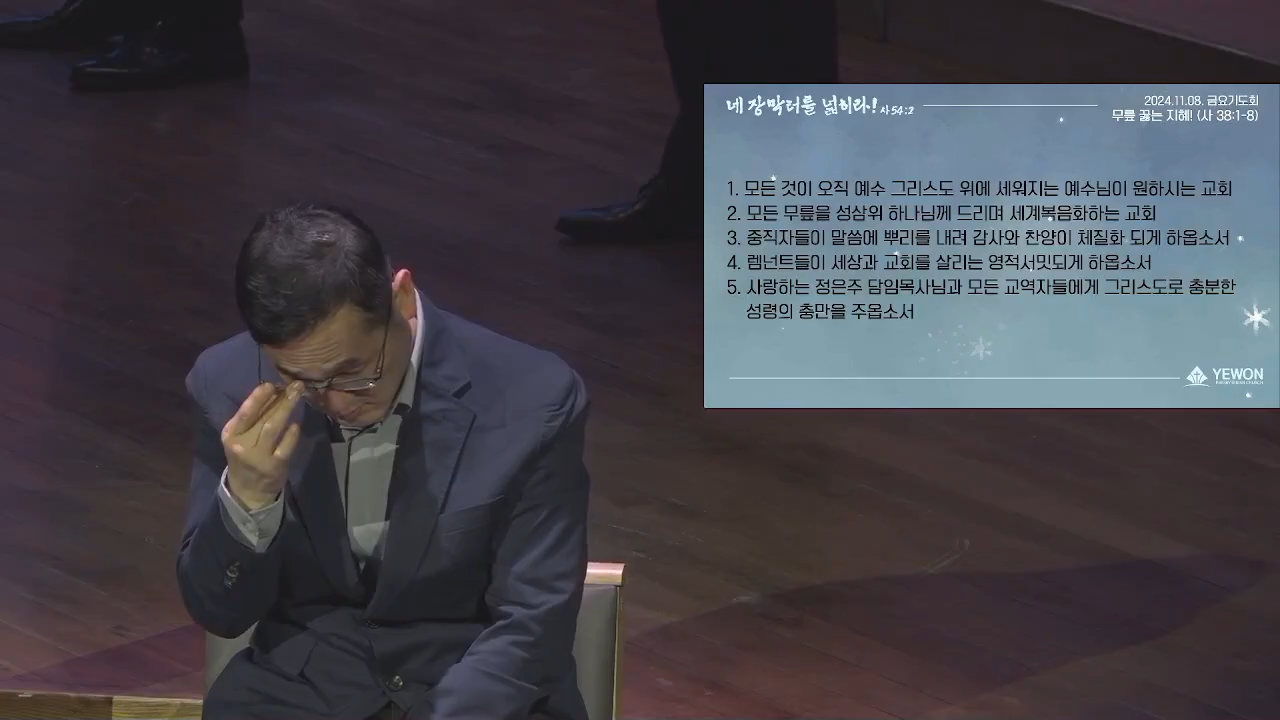 네 장막터를 넓히라! 사 54:2
2024.11.08. 금요기도회
무릎 꿇는 지혜! (사 38:1-8)
1. 모든 것이 오직 예수 그리스도 위에 세워지는 예수님이 원하시는 교회
2. 모든 무릎을 성삼위 하나님께 드리며 세계복음화하는 교회
3. 중직자들이 말씀에 뿌리를 내려 감사와 찬양이 체질화 되게 하옵소서
4. 렘넌트들이 세상과 교회를 살리는 영적서밋되게 하옵소서
5. 사랑하는 정은주 담임목사님과 모든 교역자들에게 그리스도로 충분한
성령의 충만을 주옵소서
YEWON